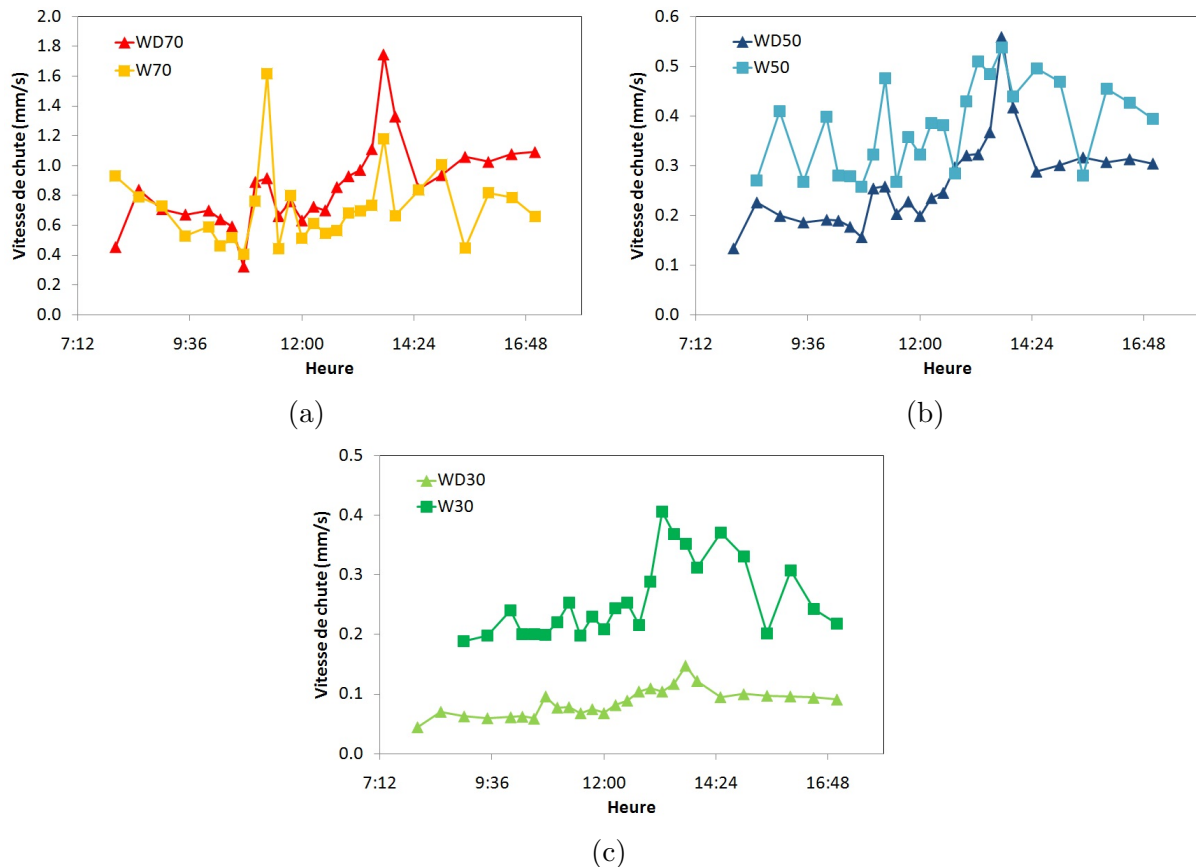 Vitesse de chute (mm/s)
2.0
1.8
1.6
1.4
1.2
1.0
0.8
0.6
0.4
0.2
0.0
WD70
W70
7:12 9:36 12:00 14:24 16:48
Heure
(a)
Vitesse de chute (mm/s)
0.6
0.5
0.4
0.3
0.2
0.1
0.0
WD50
W50
7:12 9:36 12:00 14:24 16:48
Heure
(b)
Vitesse de chute (mm/s)
0.5
0.4
0.3
0.2
0.1
0.0
WD30
W30
7:12 9:36 12:00 14:24 16:48
Heure
(c)